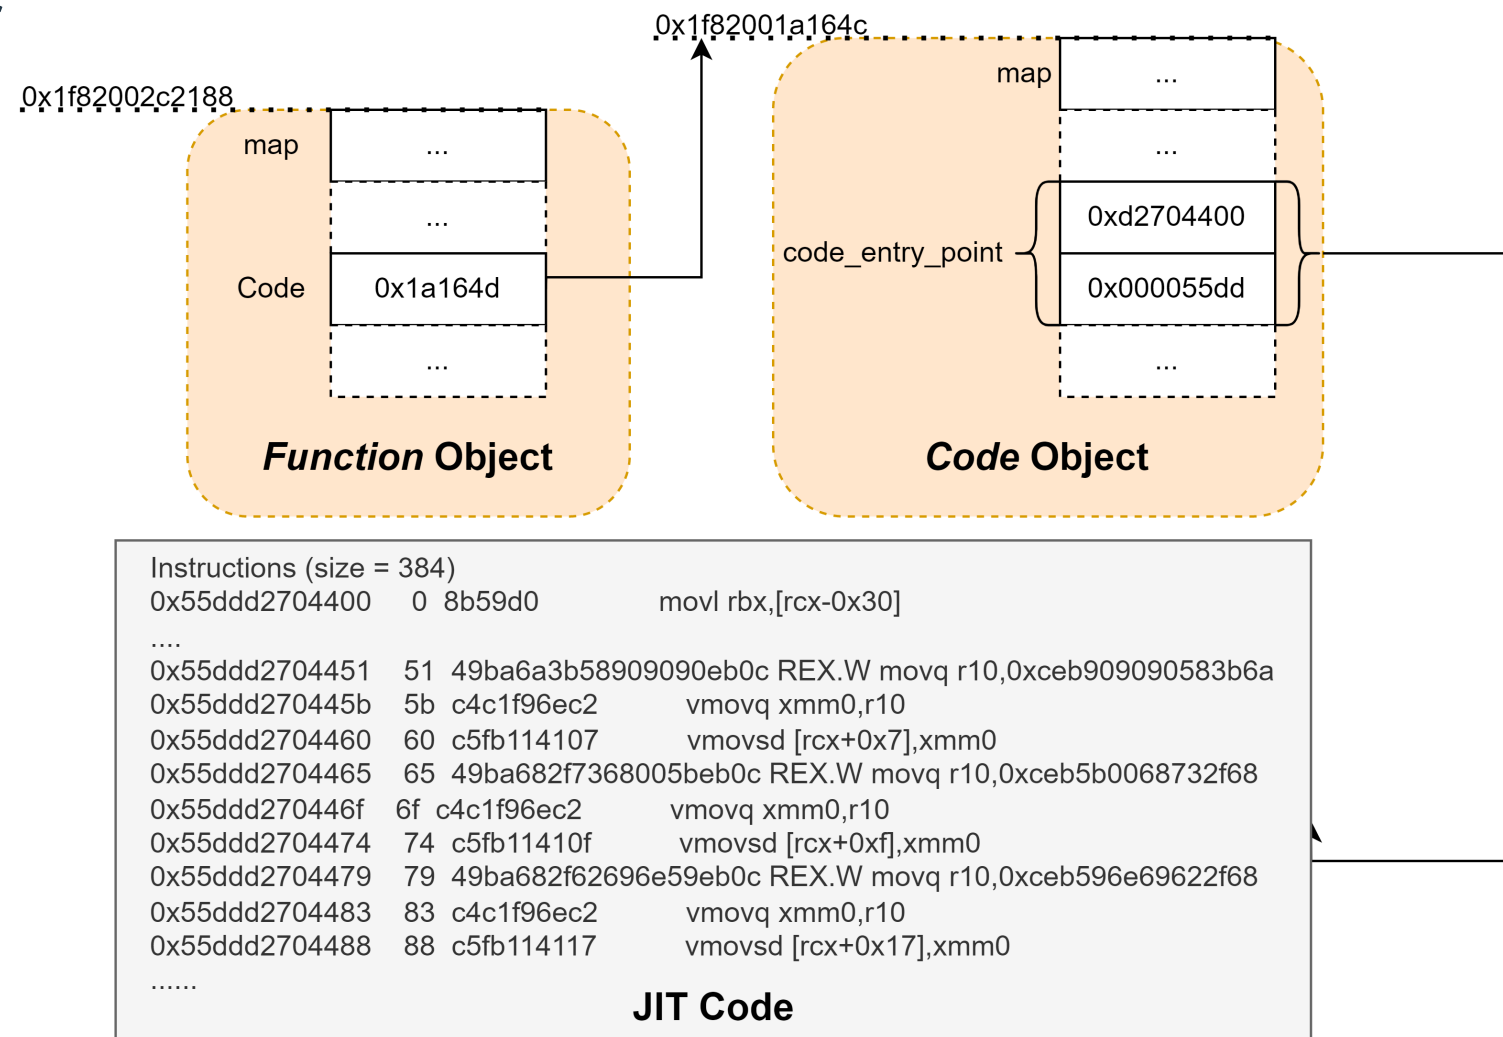 0x1f82002c2188
map
...
...
Code
0x1a164d
...
Function Object
0x1f82001a164c
map
...
...
code_entry_point
0xd2704400
0x000055dd
...
Code Object
Instructions (size = 384)
0x55ddd2704400 0 8b59d0 movl rbx,[rcx-0x30]
....
0x55ddd2704451 51 49ba6a3b58909090eb0c REX.W movq r10,0xceb909090583b6a
0x55ddd270445b 5b c4c1f96ec2 vmovq xmm0,r10
0x55ddd2704460 60 c5fb114107 vmovsd [rcx+0x7],xmm0
0x55ddd2704465 65 49ba682f7368005beb0c REX.W movq r10,0xceb5b0068732f68
0x55ddd270446f 6f c4c1f96ec2 vmovq xmm0,r10
0x55ddd2704474 74 c5fb11410f vmovsd [rcx+0xf],xmm0
0x55ddd2704479 79 49ba682f62696e59eb0c REX.W movq r10,0xceb596e69622f68
0x55ddd2704483 83 c4c1f96ec2 vmovq xmm0,r10
0x55ddd2704488 88 c5fb114117 vmovsd [rcx+0x17],xmm0
......
JIT Code